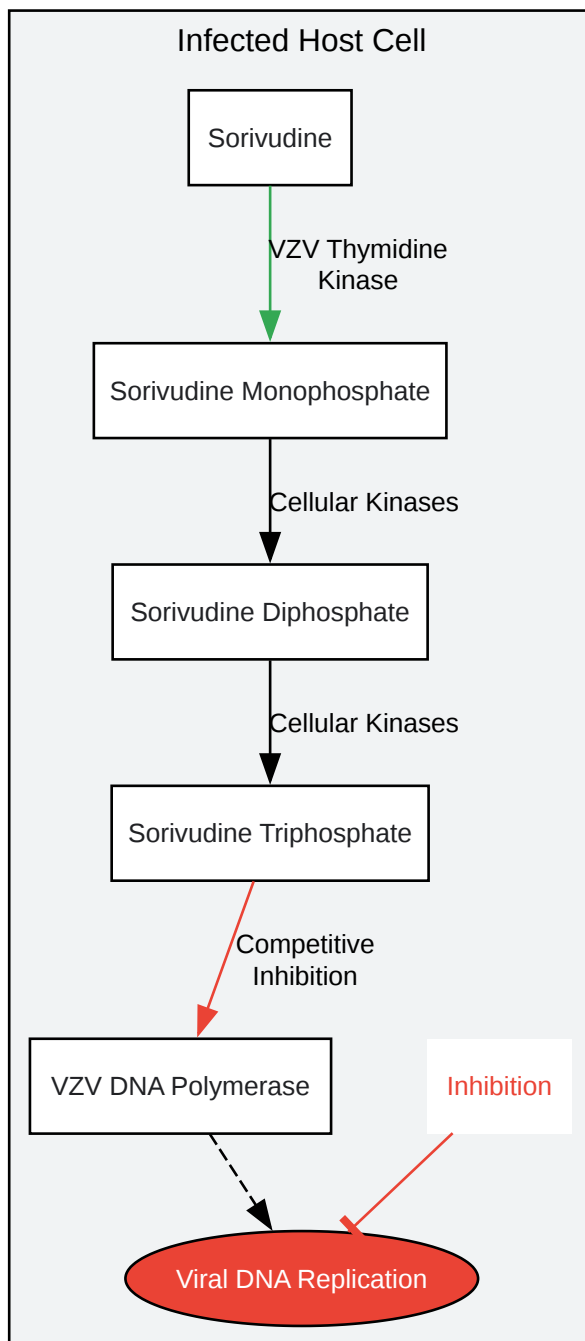 Infected Host Cell
Sorivudine
VZV Thymidine
Kinase
Sorivudine Monophosphate
Cellular Kinases
Sorivudine Diphosphate
Cellular Kinases
Sorivudine Triphosphate
Competitive
Inhibition
VZV DNA Polymerase
Inhibition
Viral DNA Replication